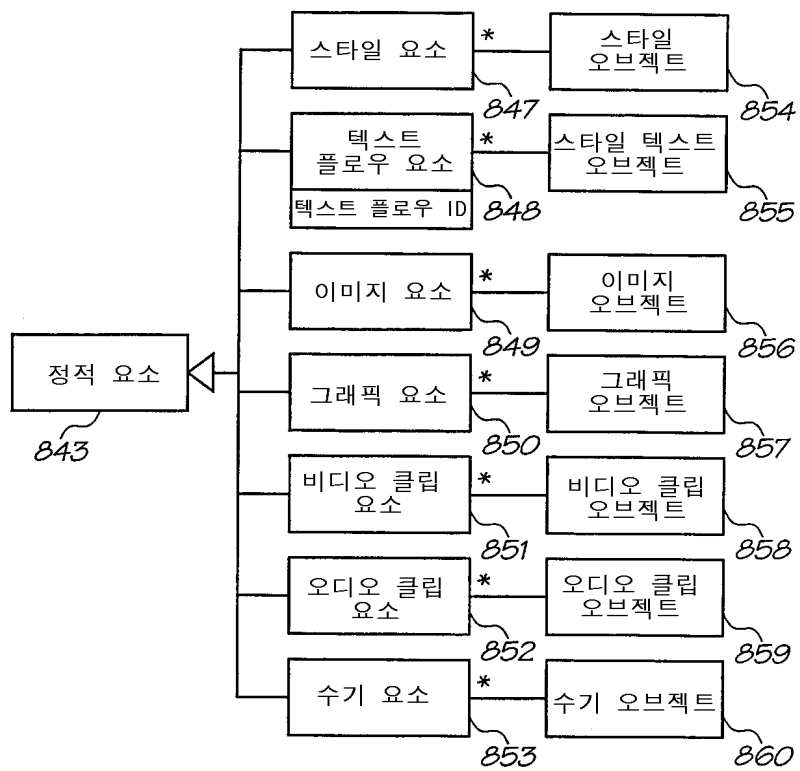 스타일 요소
*
847
스타일
오브젝트
854
텍스트
플로우 요소
텍스트 플로우 ID
*
848
스타일 텍스트
오브젝트
855
이미지 요소
*
849
이미지
오브젝트
856
정적 요소
843
그래픽 요소
*
850
그래픽
오브젝트
857
비디오 클립
요소
*
851
비디오 클립
오브젝트
858
오디오 클립
요소
*
852
오디오 클립
오브젝트
859
수기 요소
*
853
수기 오브젝트
860